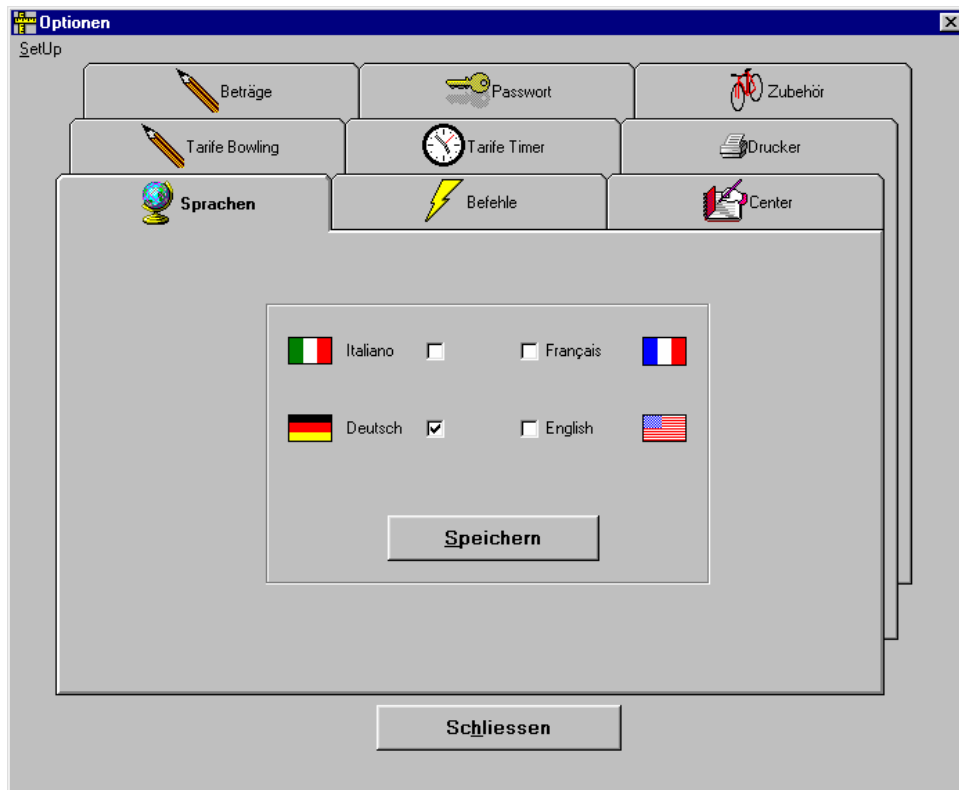 Optionen
SetUp
Beträge Passwort Zubehör
Tarife Bowling Tarife Timer Drucker
Sprachen Befehle Center
Italiano Français
Deutsch English
Speichern
Schliessen